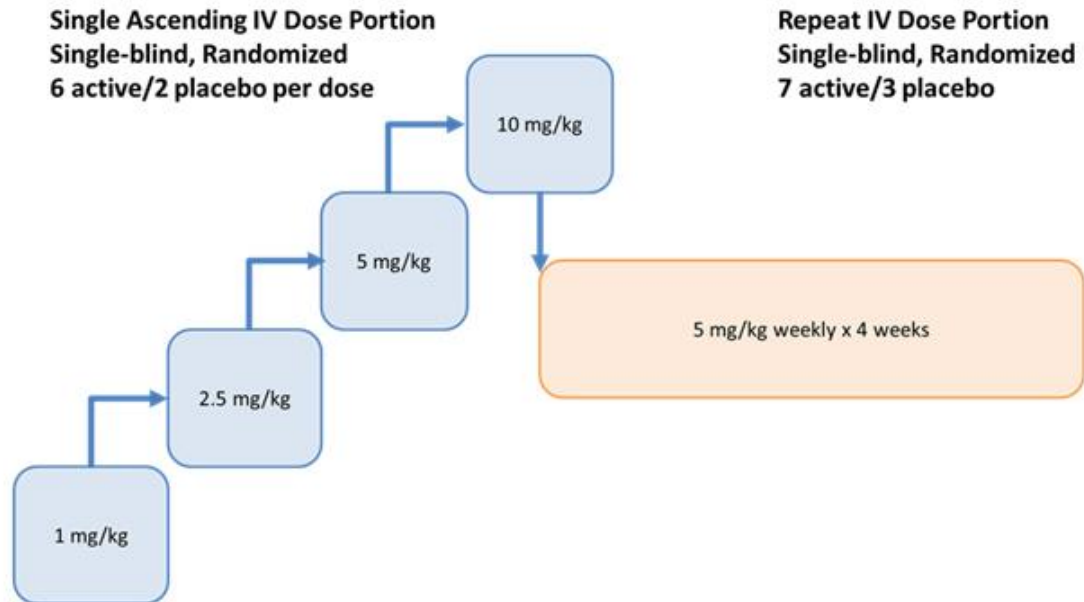 Single Ascending IV Dose Portion
Single-blind, Randomized
6 active/2 placebo per dose
Repeat IV Dose Portion
Single-blind, Randomized
7 active/3 placebo
10 mg/kg
5 mg/kg
5 mg/kg weekly x 4 weeks
2.5 mg/kg
1 mg/kg